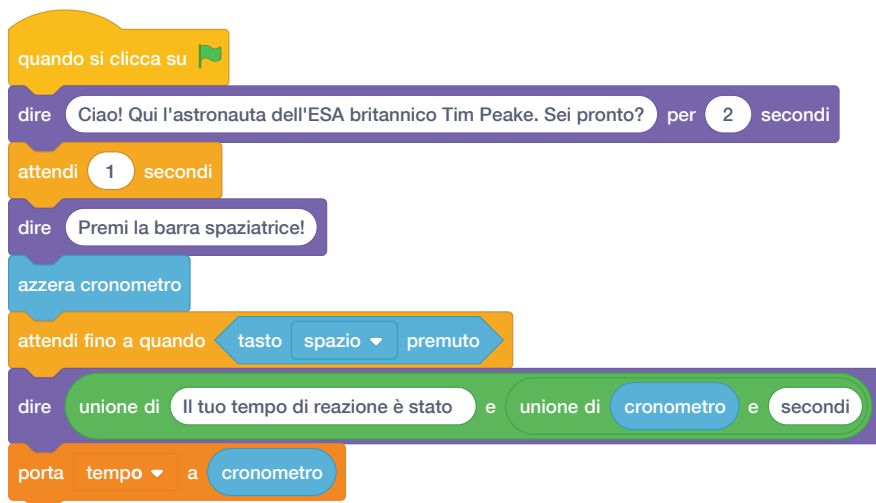 quando si clicca su
dire Ciao! Qui l'astronauta dell'ESA britannico Tim Peake. Sei pronto? per 2 secondi
attendi 1 secondi
dire Premi la barra spaziatrice!
azzera cronometro
attendi fino a quando tasto spazio premuto
dire unione di Il tuo tempo di reazione è stato e unione di cronometro e secondi
porta tempo a cronometro